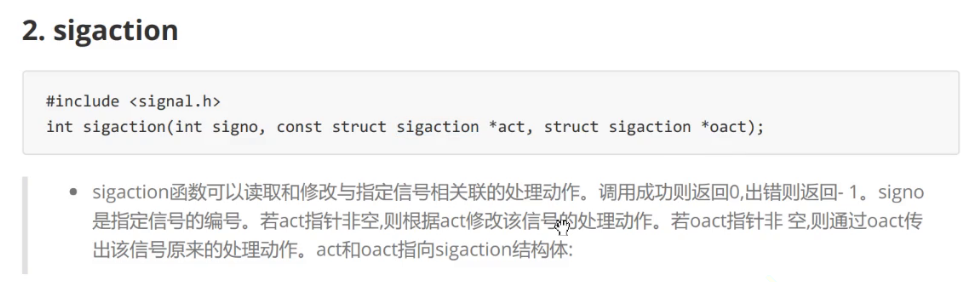 2. sigaction
#include <signal.h>
int sigaction(int signo, const struct sigaction *act, struct sigaction *oact);
sigaction函数可以读取和修改与指定信号相关联的处理动作。调用成功则返回0,出错则返回- 1。signo
是指定信号的编号。若act指针非空,则根据act修改该信号的处理动作。若oact指针非 空,则通过oact传
出该信号原来的处理动作。act和oact指向sigaction结构体: